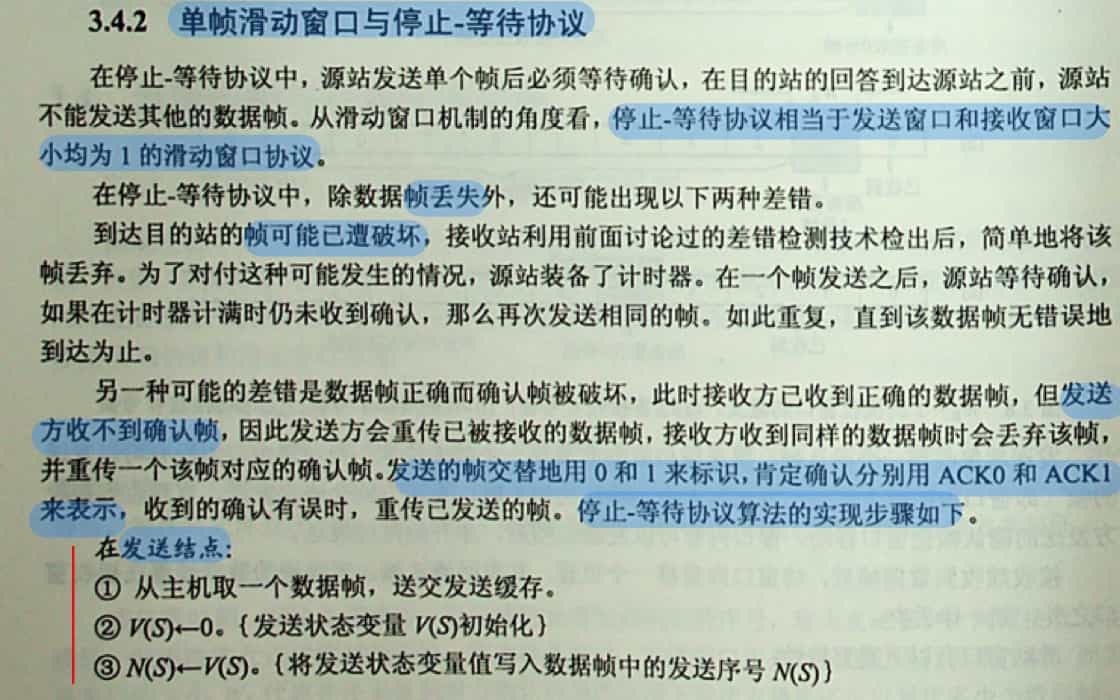 3.4.2 单帧滑动窗口与停止-等待协议
在停止-等待协议中，源站发送单个帧后必须等待确认，在目的站的回答到达源站之前，源站
不能发送其他的数据帧。从滑动窗口机制的角度看，停止-等待协议相当于发送窗口和接收窗口大
小均为 1 的滑动窗口协议。
在停止-等待协议中，除数据帧丢失外，还可能出现以下两种差错。
到达目的站的帧可能已遭破坏，接收站利用前面讨论过的差错检测技术检出后，简单地将该
帧丢弃。为了对付这种可能发生的情况，源站装备了计时器。在一个帧发送之后，源站等待确认，
如果在计时器计满时仍未收到确认，那么再次发送相同的帧。如此重复，直到该数据帧无错误地
到达为止。
另一种可能的差错是数据帧正确而确认帧被破坏，此时接收方已收到正确的数据帧，但发送
方收不到确认帧，因此发送方会重传已被接收的数据帧，接收方收到同样的数据帧时会丢弃该帧，
并重传一个该帧对应的确认帧。发送的帧交替地用 0 和 1 来标识，肯定确认分别用 ACK0 和 ACK1
来表示，收到的确认有误时，重传已发送的帧。停止-等待协议算法的实现步骤如下。
在发送结点：
① 从主机取一个数据帧，送交发送缓存。
② V(S)←0。{发送状态变量 V(S)初始化}
③ N(S)←V(S)。{将发送状态变量值写入数据帧中的发送序号 N(S)}